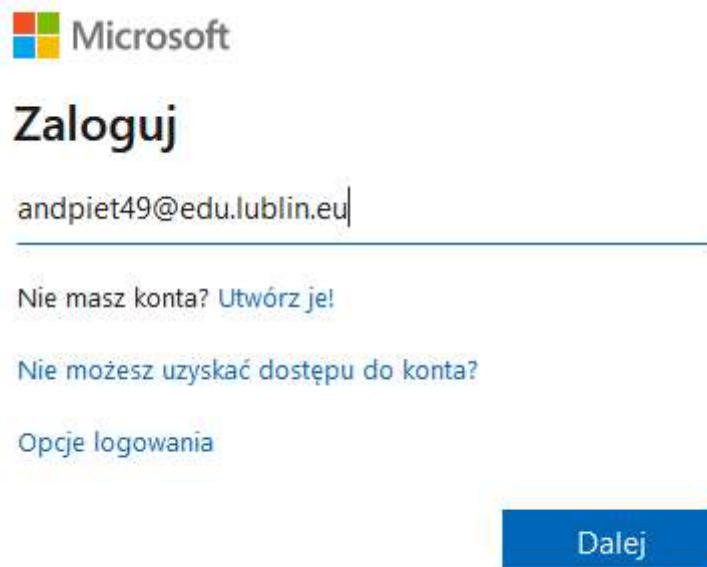 Microsoft
Zaloguj
andpiet49@edu.lublin.eu
Nie masz konta? Utwórz je!
Nie możesz uzyskać dostępu do konta?
Opcje logowania
Dalej